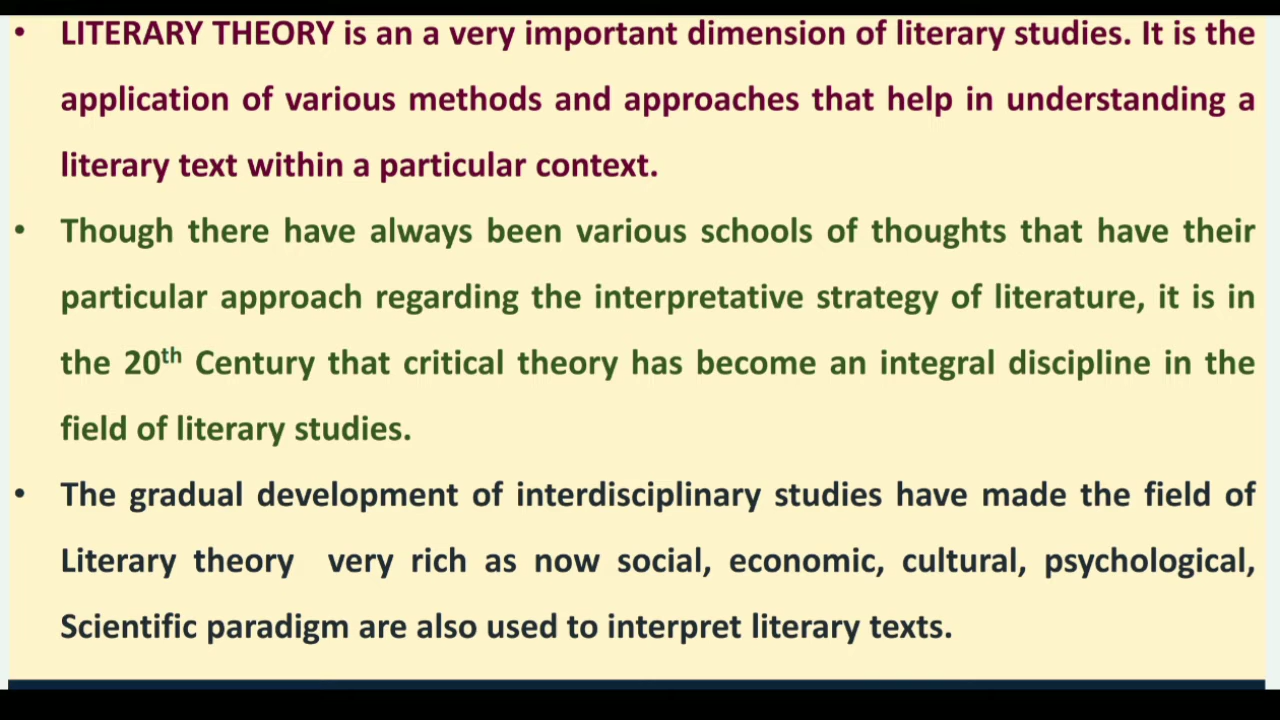 • LITERARY THEORY is an a very important dimension of literary studies. It is the
application of various methods and approaches that help in understanding a
literary text within a particular context.
• Though there have always been various schools of thoughts that have their
particular approach regarding the interpretative strategy of literature, it is in
the 20th Century that critical theory has become an integral discipline in the
field of literary studies.
• The gradual development of interdisciplinary studies have made the field of
Literary theory very rich as now social, economic, cultural, psychological,
Scientific paradigm are also used to interpret literary texts.